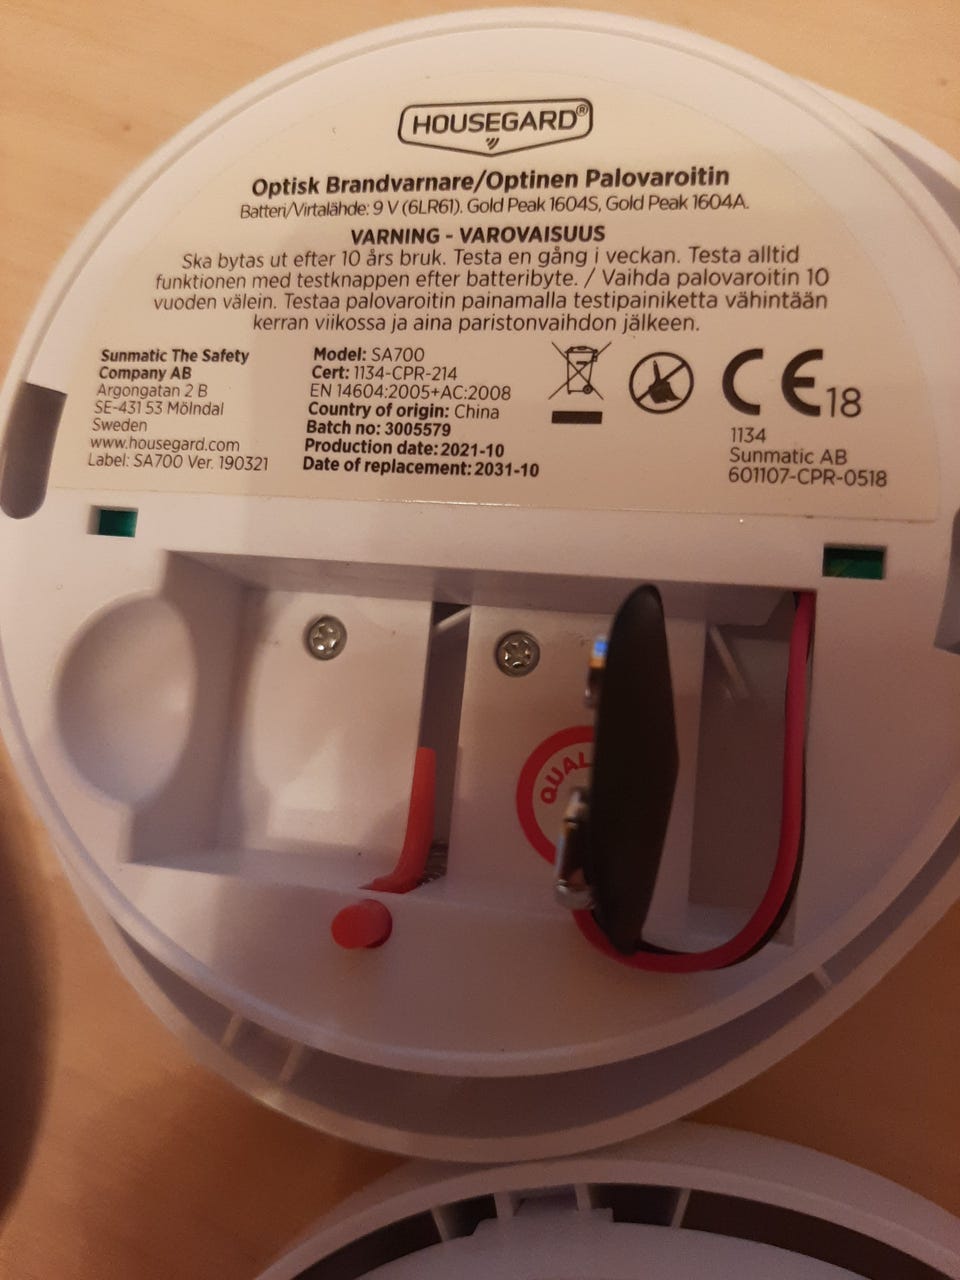 HOUSEGARD®
Optisk Brandvarnare/Optinen Palovaroitin
Batteri/Virtalähde: 9 V (6LR61). Gold Peak 1604S, Gold Peak 1604A.
VARNING - VAROVAISUUS
Ska bytas ut efter 10 års bruk. Testa en gång i veckan. Testa alltid
funktionen med testknappen efter batteribyte. / Vaihda palovaroitin 10
vuoden välein. Testaa palovaroitin painamalla testipainiketta vähintään
kerran viikossa ja aina paristonvaihdon jälkeen.
Sunmatic The Safety
Company AB
Argongatan 2 B
SE-431 53 Mölndal
Sweden
www.housegard.com
Label: SA700 Ver. 190321
Model: SA700
Cert: 1134-CPR-214
EN 14604:2005+AC:2008
Country of origin: China
Batch no: 3005579
Production date: 2021-10
Date of replacement: 2031-10
CE 18
1134
Sunmatic AB
601107-CPR-0518
QUAL